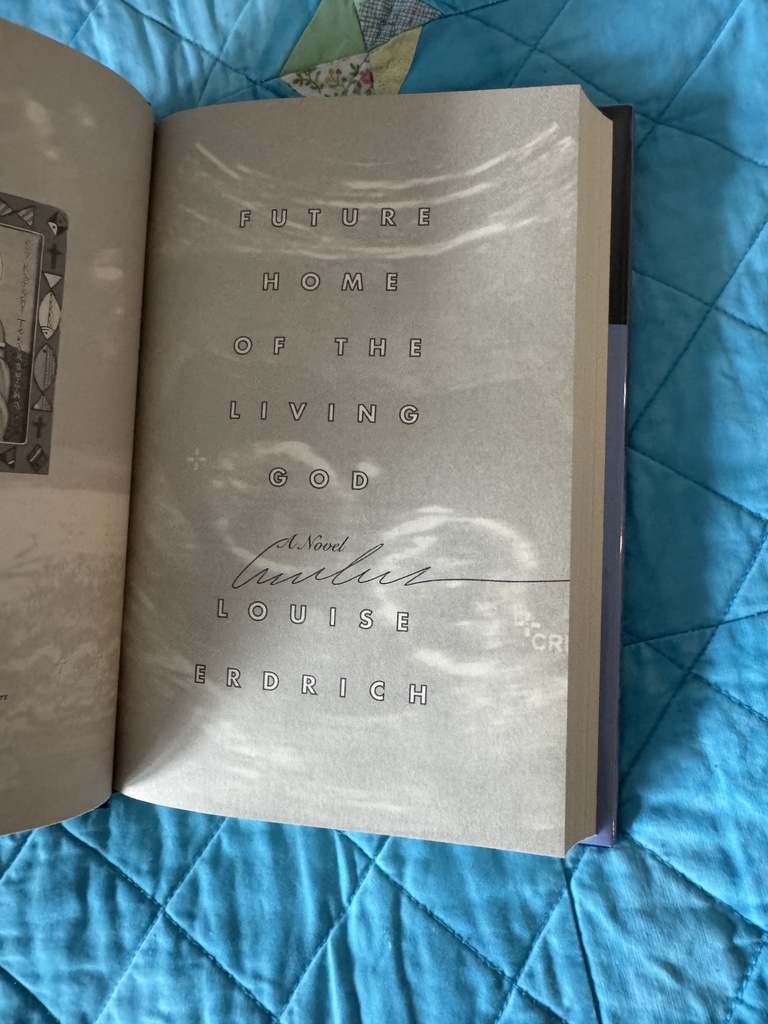 FUTURE
HOME
OF THE
LIVING
GOD
A Novel
LOUISE
ERDRICH